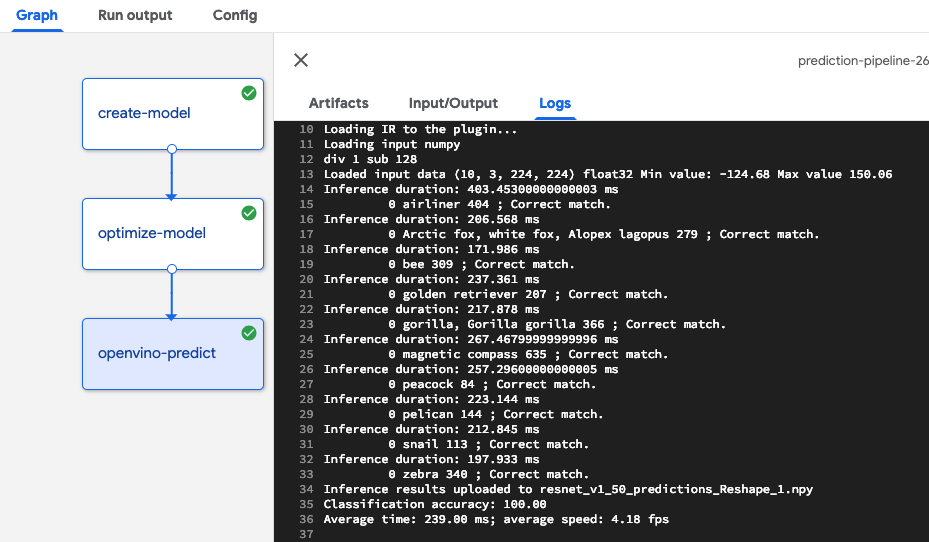 Graph Run output Config
prediction-pipeline-26
Artifacts Input/Output Logs
create-model
optimize-model
openvino-predict
10 Loading IR to the plugin...
11 Loading input numpy
12 div 1 sub 128
13 Loaded input data (10, 3, 224, 224) float32 Min value: -124.68 Max value 150.06
14 Inference duration: 403.45300000000003 ms
15 0 airliner 404 ; Correct match.
16 Inference duration: 206.568 ms
17 0 Arctic fox, white fox, Alopex lagopus 279 ; Correct match.
18 Inference duration: 171.986 ms
19 0 bee 309 ; Correct match.
20 Inference duration: 237.361 ms
21 0 golden retriever 207 ; Correct match.
22 Inference duration: 217.878 ms
23 0 gorilla, Gorilla gorilla 366 ; Correct match.
24 Inference duration: 267.46799999999996 ms
25 0 magnetic compass 635 ; Correct match.
26 Inference duration: 257.29600000000005 ms
27 0 peacock 84 ; Correct match.
28 Inference duration: 223.144 ms
29 0 pelican 144 ; Correct match.
30 Inference duration: 212.845 ms
31 0 snail 113 ; Correct match.
32 Inference duration: 197.933 ms
33 0 zebra 340 ; Correct match.
34 Inference results uploaded to resnet_v1_50_predictions_Reshape_1.npy
35 Classification accuracy: 100.00
36 Average time: 239.00 ms; average speed: 4.18 fps
37